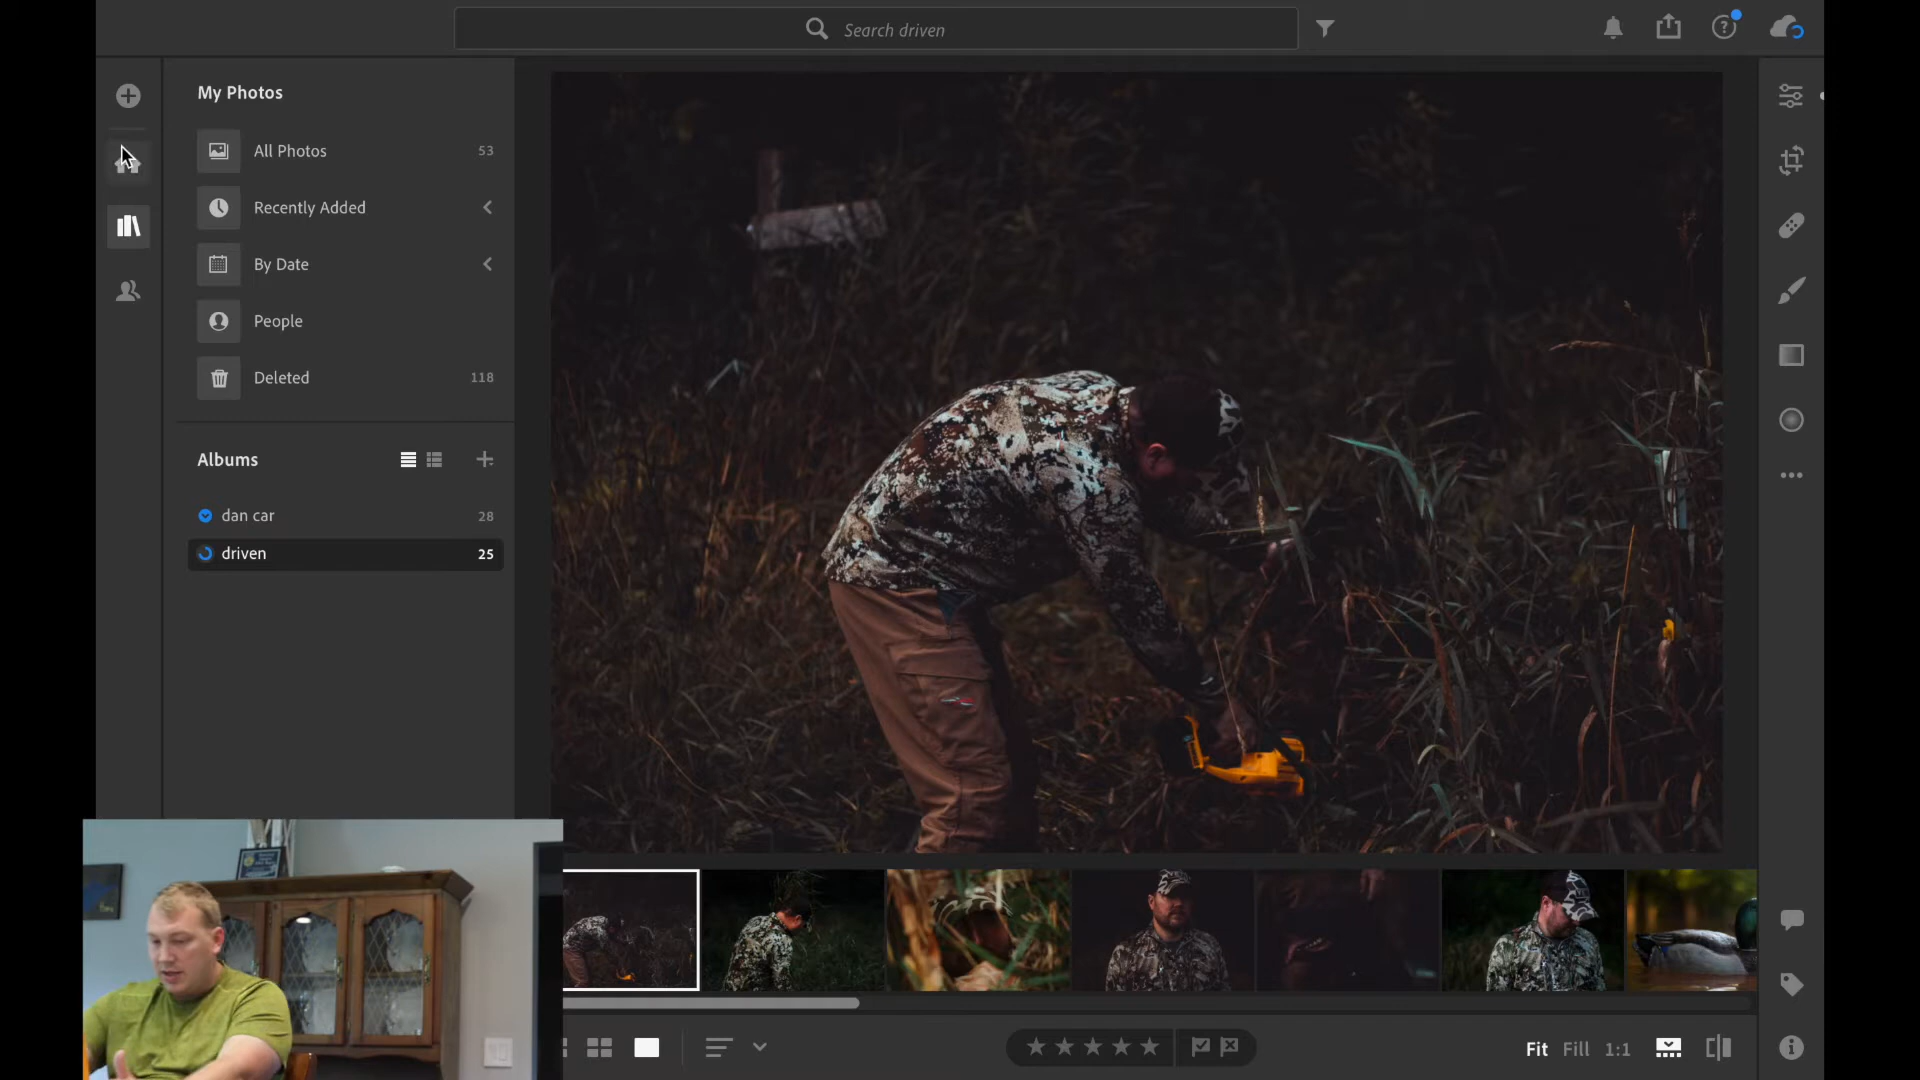 Search driven
My Photos
All Photos 53
Recently Added
By Date
People
Deleted 118
Albums
dan car 28
driven 25
Fit Fill 1:1